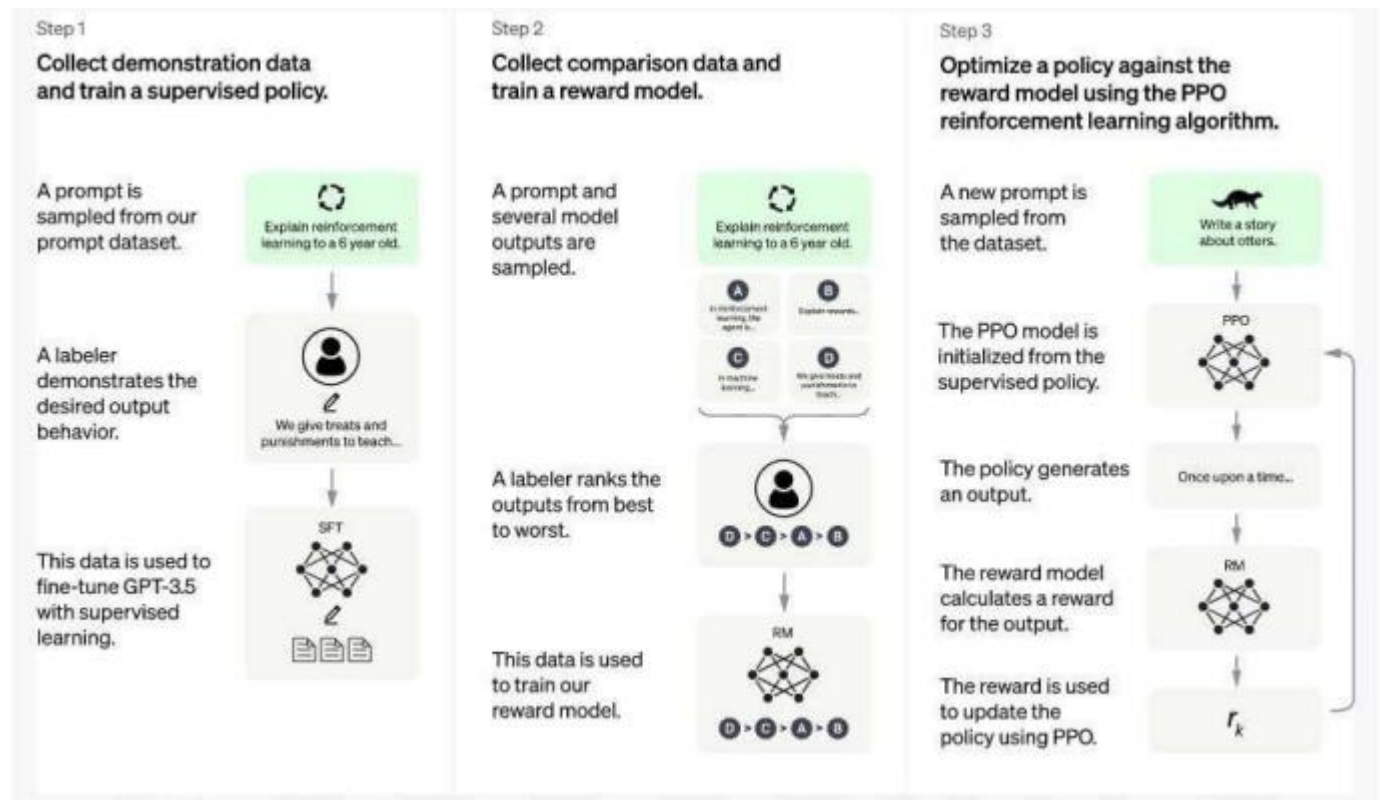 Step 1
Collect demonstration data
and train a supervised policy.
A prompt is
sampled from our
prompt dataset.
Explain reinforcement
learning to a 6 year old.
A labeler
demonstrates the
desired output
behavior.
We give treats and
punishments to teach...
This data is used to
fine-tune GPT-3.5
with supervised
learning.
SFT
Step 2
Collect comparison data and
train a reward model.
A prompt and
several model
outputs are
sampled.
Explain reinforcement
learning to a 6 year old.
A
In reinforcement
learning, the
agent is...
B
Explain rewards...
C
In machine
learning...
D
We give treats and
punishments to
teach...
A labeler ranks the
outputs from best
to worst.
D > C > A > B
This data is used
to train our
reward model.
RM
D > C > A > B
Step 3
Optimize a policy against the
reward model using the PPO
reinforcement learning algorithm.
A new prompt is
sampled from
the dataset.
Write a story
about otters.
The PPO model is
initialized from the
supervised policy.
PPO
The policy generates
an output.
Once upon a time...
The reward model
calculates a reward
for the output.
RM
The reward is used
to update the
policy using PPO.
rk